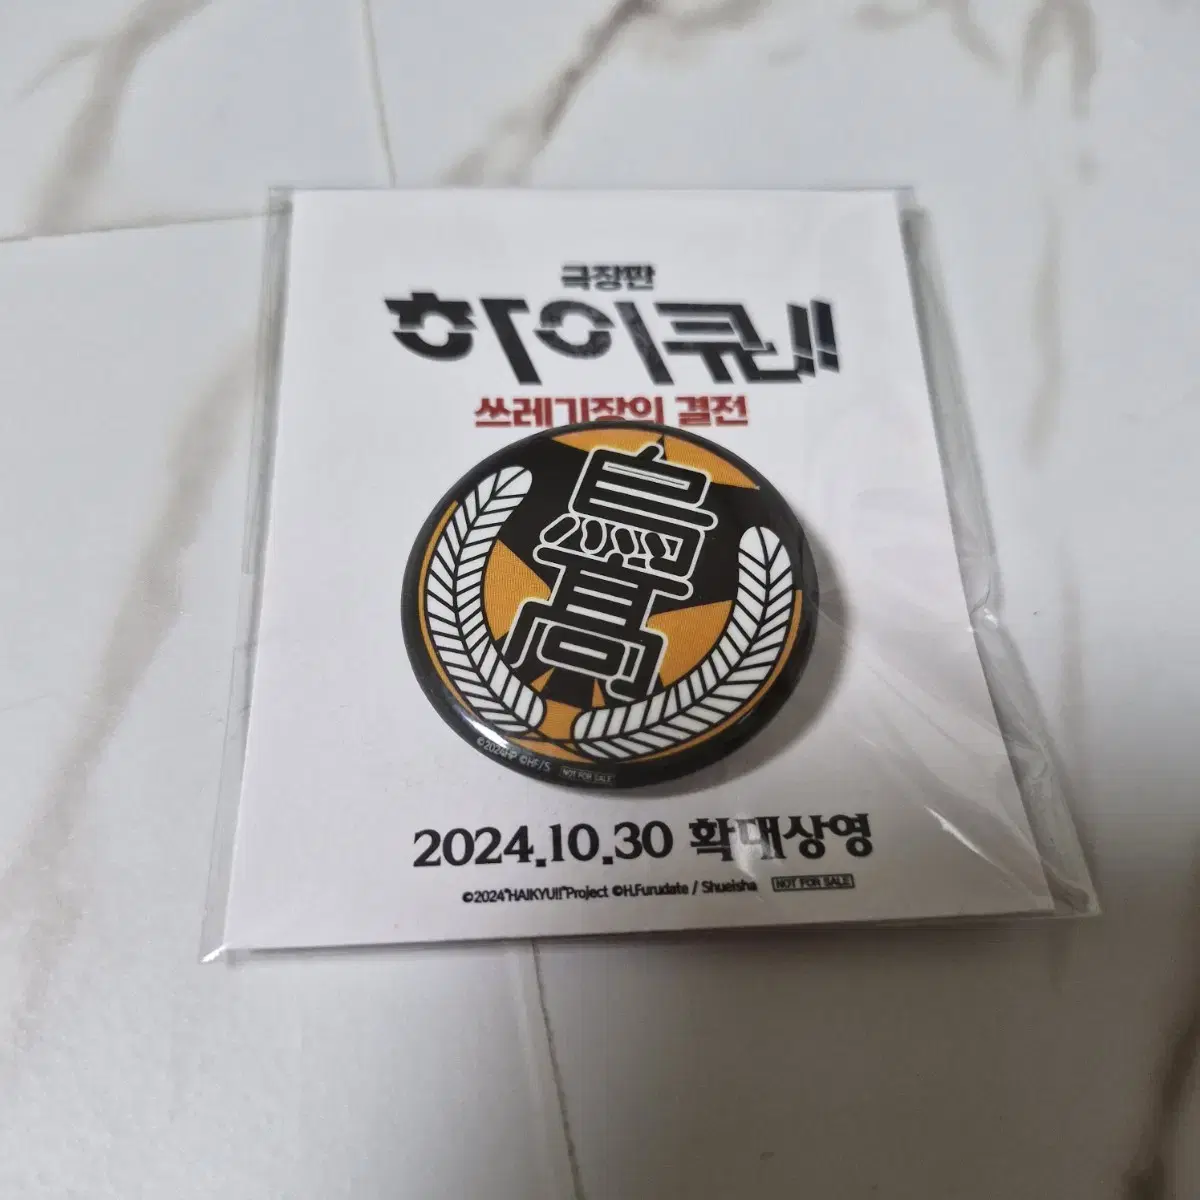 극장판
하이큐!!
쓰레기장의 결전
烏
高
©2024HP ©HF/S NOT FOR SALE
2024.10.30 확대상영
©2024"HAIKYU!!"Project ©H.Furudate / Shueisha NOT FOR SALE